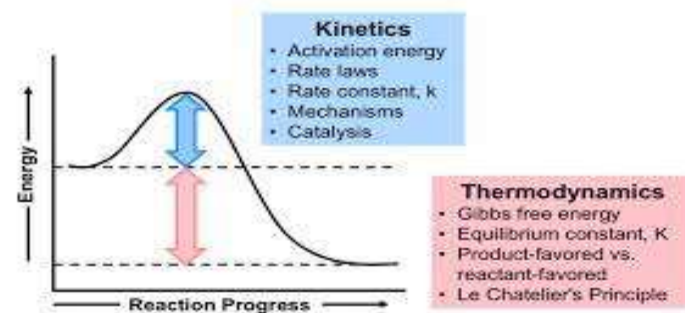 Kinetics
• Activation energy
• Rate laws
• Rate constant, k
• Mechanisms
• Catalysis
Energy
Thermodynamics
• Gibbs free energy
• Equilibrium constant, K
• Product-favored vs.
reactant-favored
• Le Chatelier's Principle
Reaction Progress